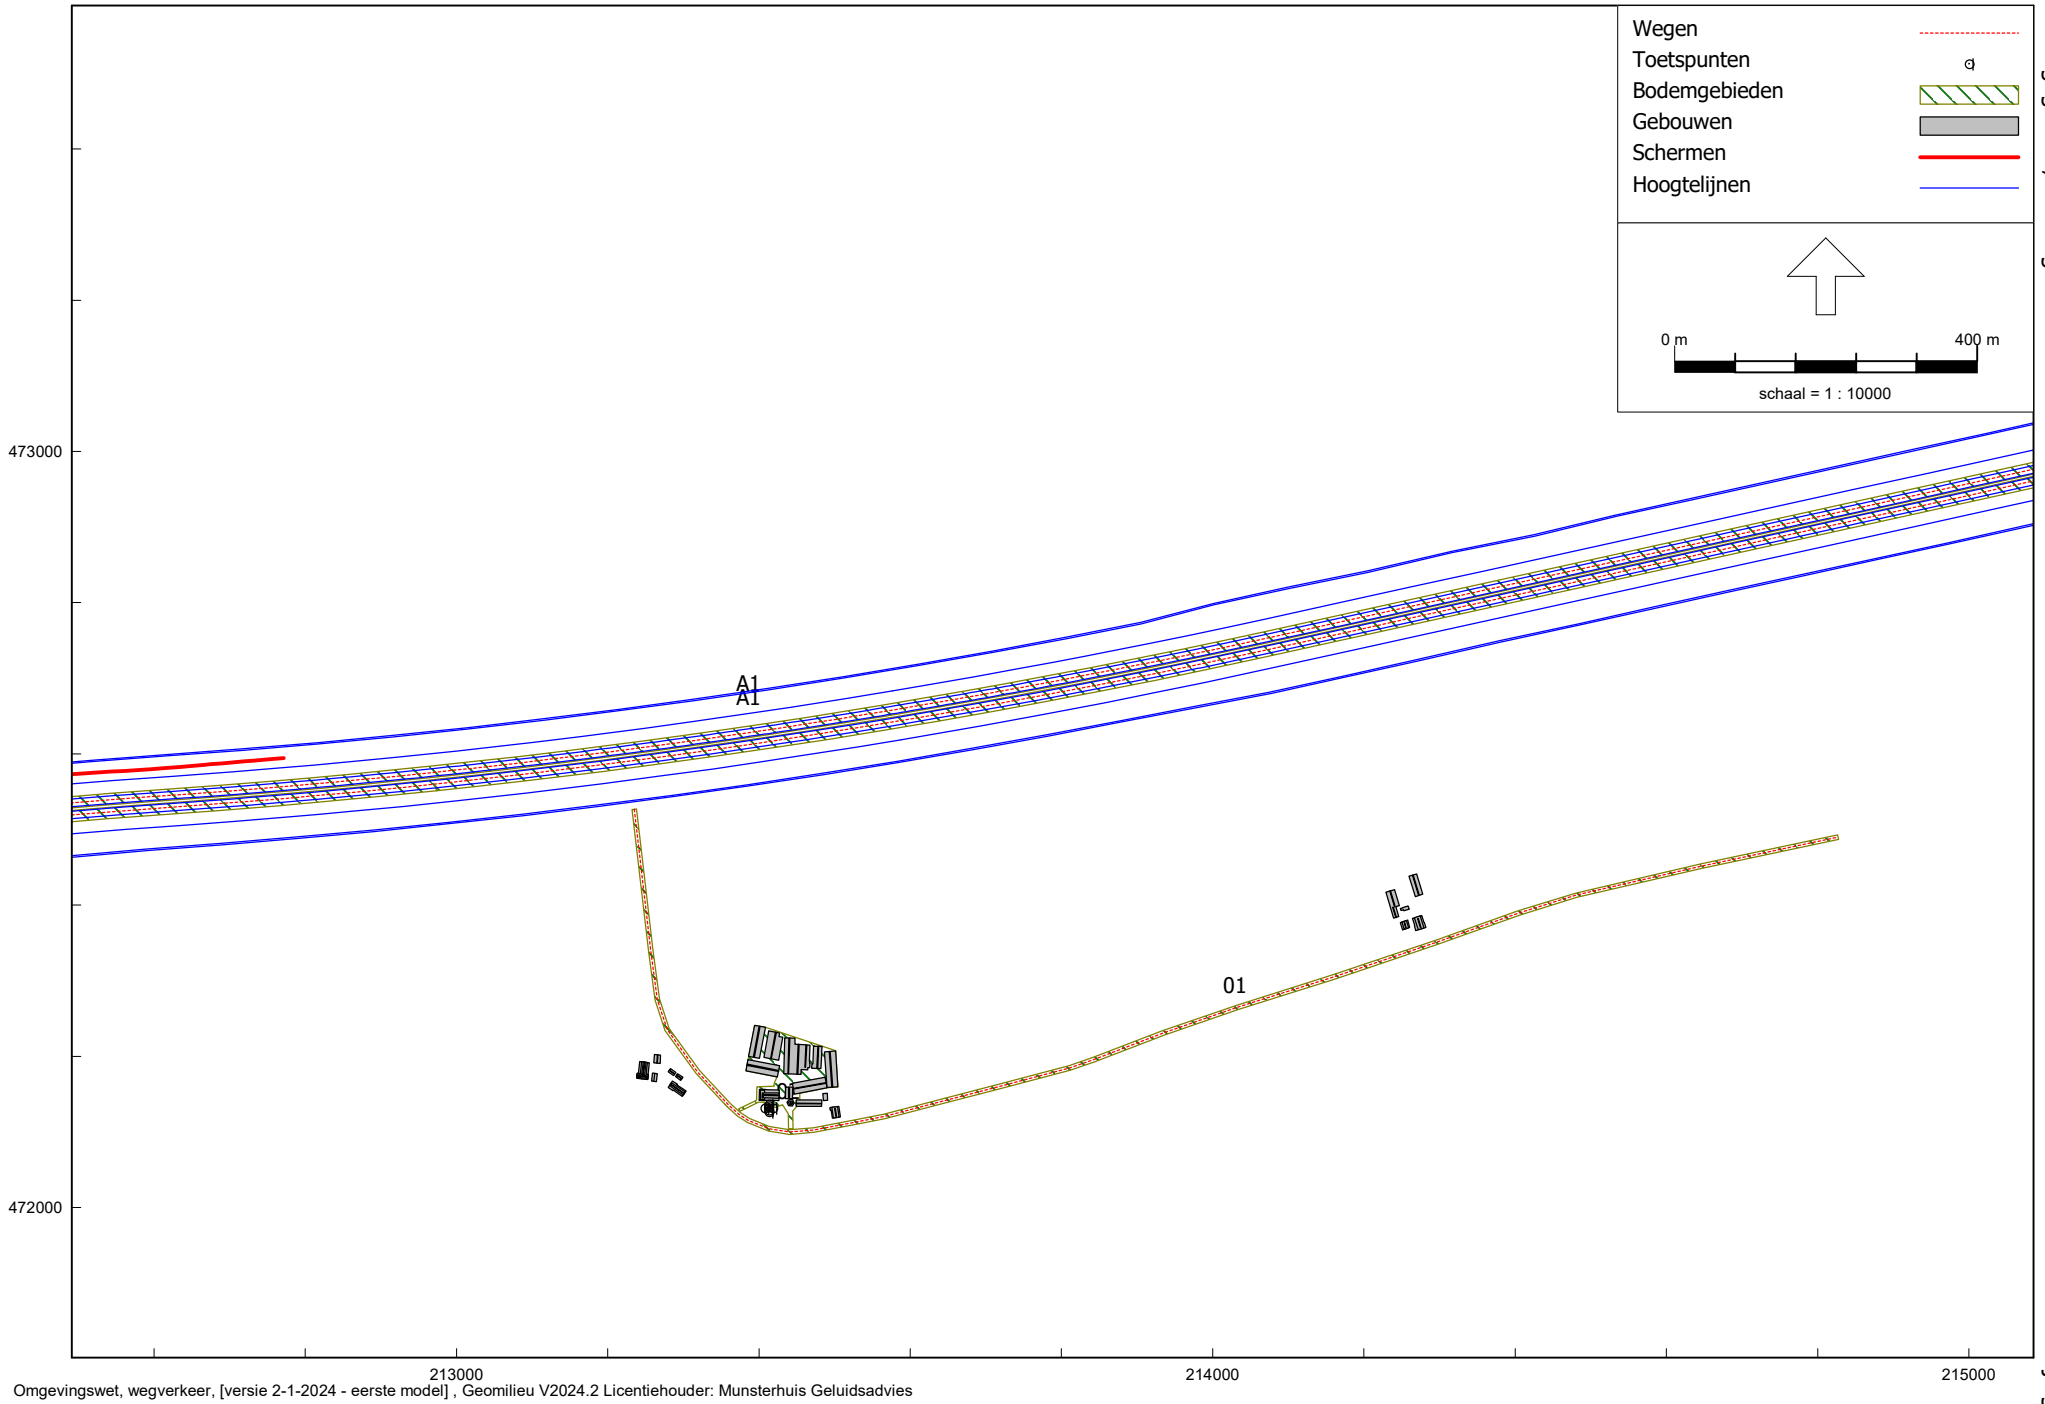 Wegen
Toetspunten
Bodemgebieden
Gebouwen
Schermen
Hoogtelijnen
0 m 400 m
schaal = 1 : 10000
473000
A1
A1
01
472000
213000 214000 215000
Omgevingswet, wegverkeer, [versie 2-1-2024 - eerste model] , Geomilieu V2024.2 Licentiehouder: Munsterhuis Geluidsadvies